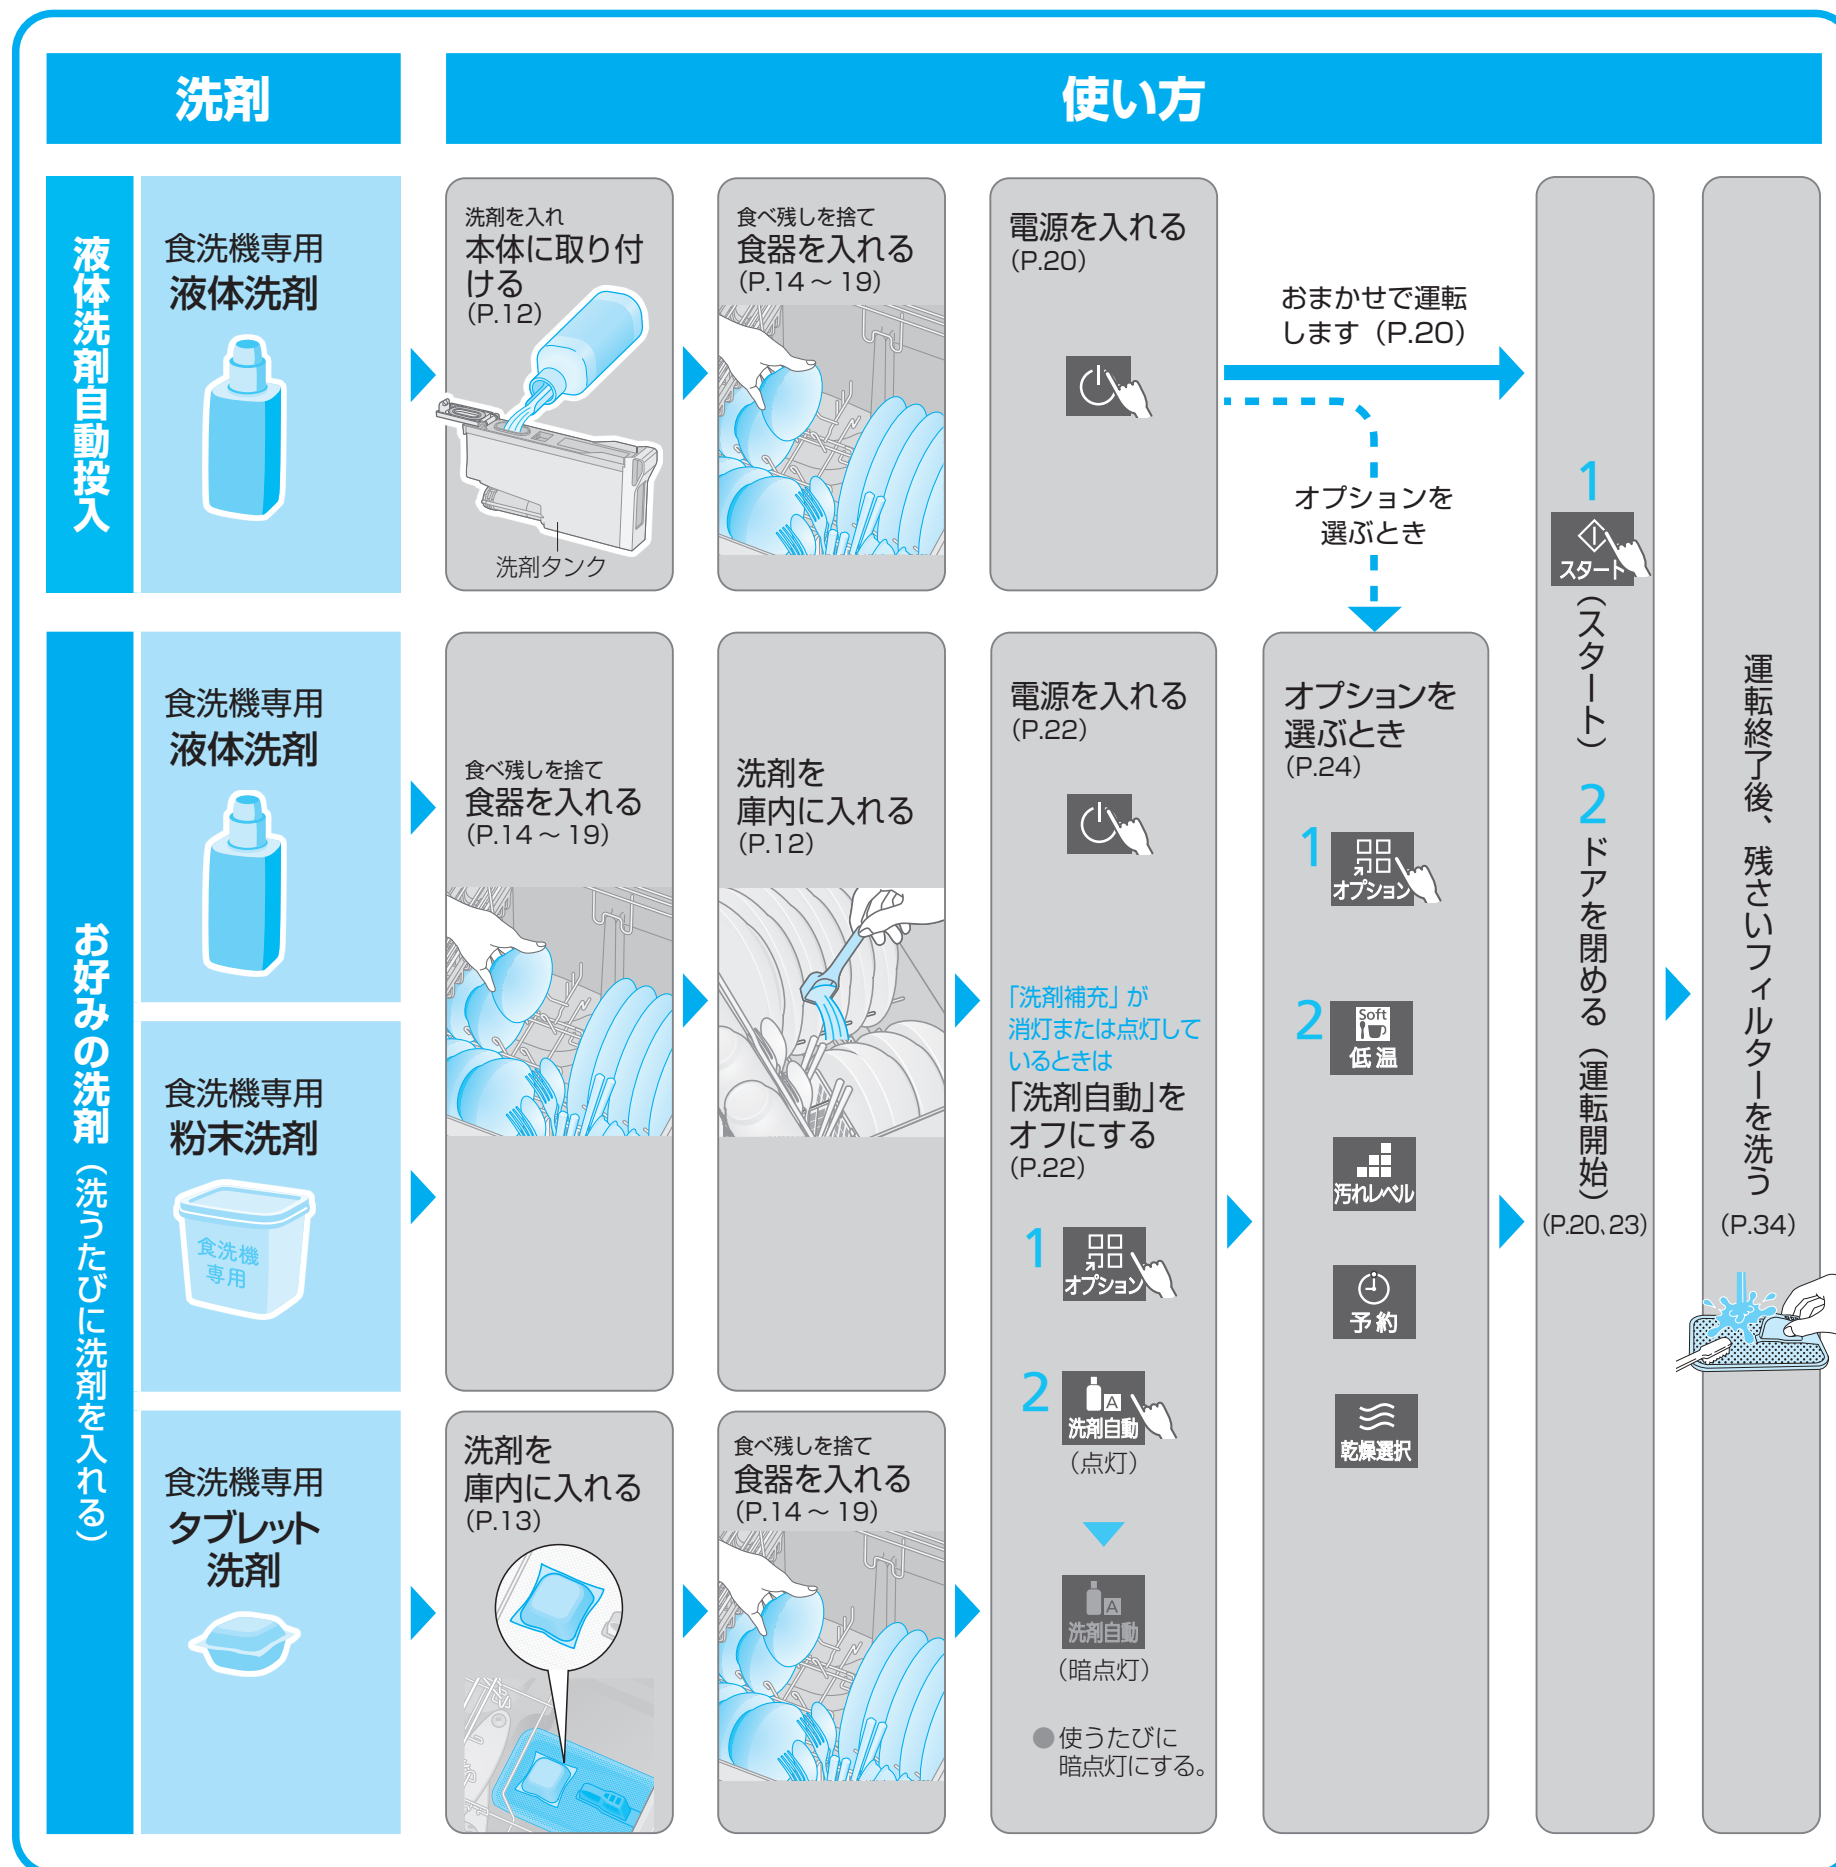 洗剤
使い方
液体洗剤自動投入
食洗機専用
液体洗剤
洗剤を入れ
本体に取り付
ける
(P.12)
洗剤タンク
食べ残しを捨て
食器を入れる
(P.14～19)
電源を入れる
(P.20)
おまかせで運転
します（P.20）
オプションを
選ぶとき
お好みの洗剤（洗うたびに洗剤を入れる）
食洗機専用
液体洗剤
食洗機専用
粉末洗剤
食洗機
専用
食べ残しを捨て
食器を入れる
(P.14～19)
洗剤を
庫内に入れる
(P.12)
食洗機専用
タブレット
洗剤
洗剤を
庫内に入れる
(P.13)
食べ残しを捨て
食器を入れる
(P.14～19)
電源を入れる
(P.22)
「洗剤補充」が
消灯または点灯して
いるときは
「洗剤自動」を
オフにする
(P.22)
1
オプション
2
A
洗剤自動
（点灯）
A
洗剤自動
（暗点灯）
●使うたびに
暗点灯にする。
オプションを
選ぶとき
(P.24)
1
オプション
2
Soft
低温
汚れレベル
予約
乾燥選択
1
スタート
（スタート）
2
ドアを閉める（運転開始）
(P.20、23)
運転終了後、残さいフィルターを洗う
(P.34)